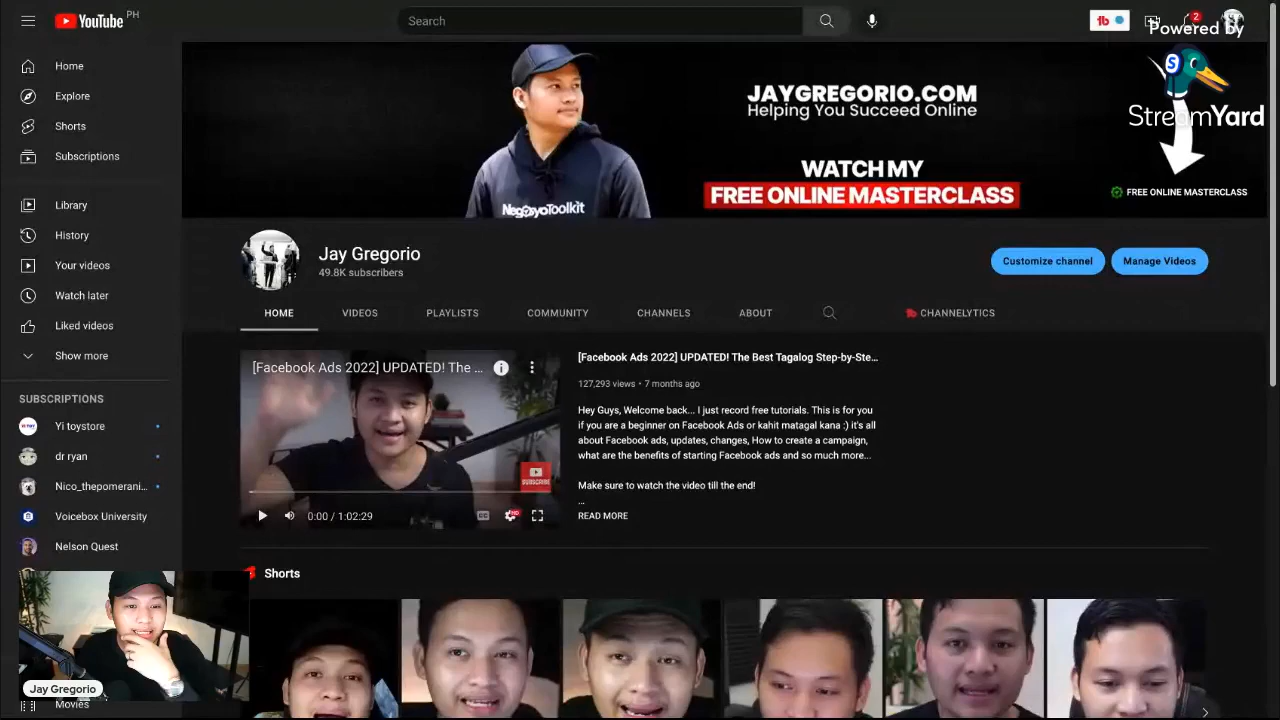 YouTube PH
Search
2
Powered by
StreamYard
Home
Explore
Shorts
Subscriptions
Library
History
Your videos
Watch later
Liked videos
Show more
SUBSCRIPTIONS
Yi toystore
dr ryan
Nico_thepomerani...
Voicebox University
Nelson Quest
Movies
JAYGREGORIO.COM
Helping You Succeed Online
WATCH MY
FREE ONLINE MASTERCLASS
NegosyoToolkit
FREE ONLINE MASTERCLASS
Jay Gregorio
49.8K subscribers
Customize channel
Manage Videos
HOME
VIDEOS
PLAYLISTS
COMMUNITY
CHANNELS
ABOUT
CHANNELYTICS
[Facebook Ads 2022] UPDATED! The ...
SUBSCRIBE
0:00 / 1:02:29
HD
[Facebook Ads 2022] UPDATED! The Best Tagalog Step-by-Ste...
127,293 views • 7 months ago
Hey Guys, Welcome back... I just record free tutorials. This is for you
if you are a beginner on Facebook Ads or kahit matagal kana :) it's all
about Facebook ads, updates, changes, How to create a campaign,
what are the benefits of starting Facebook ads and so much more...
Make sure to watch the video till the end!
...
READ MORE
Shorts
Jay Gregorio